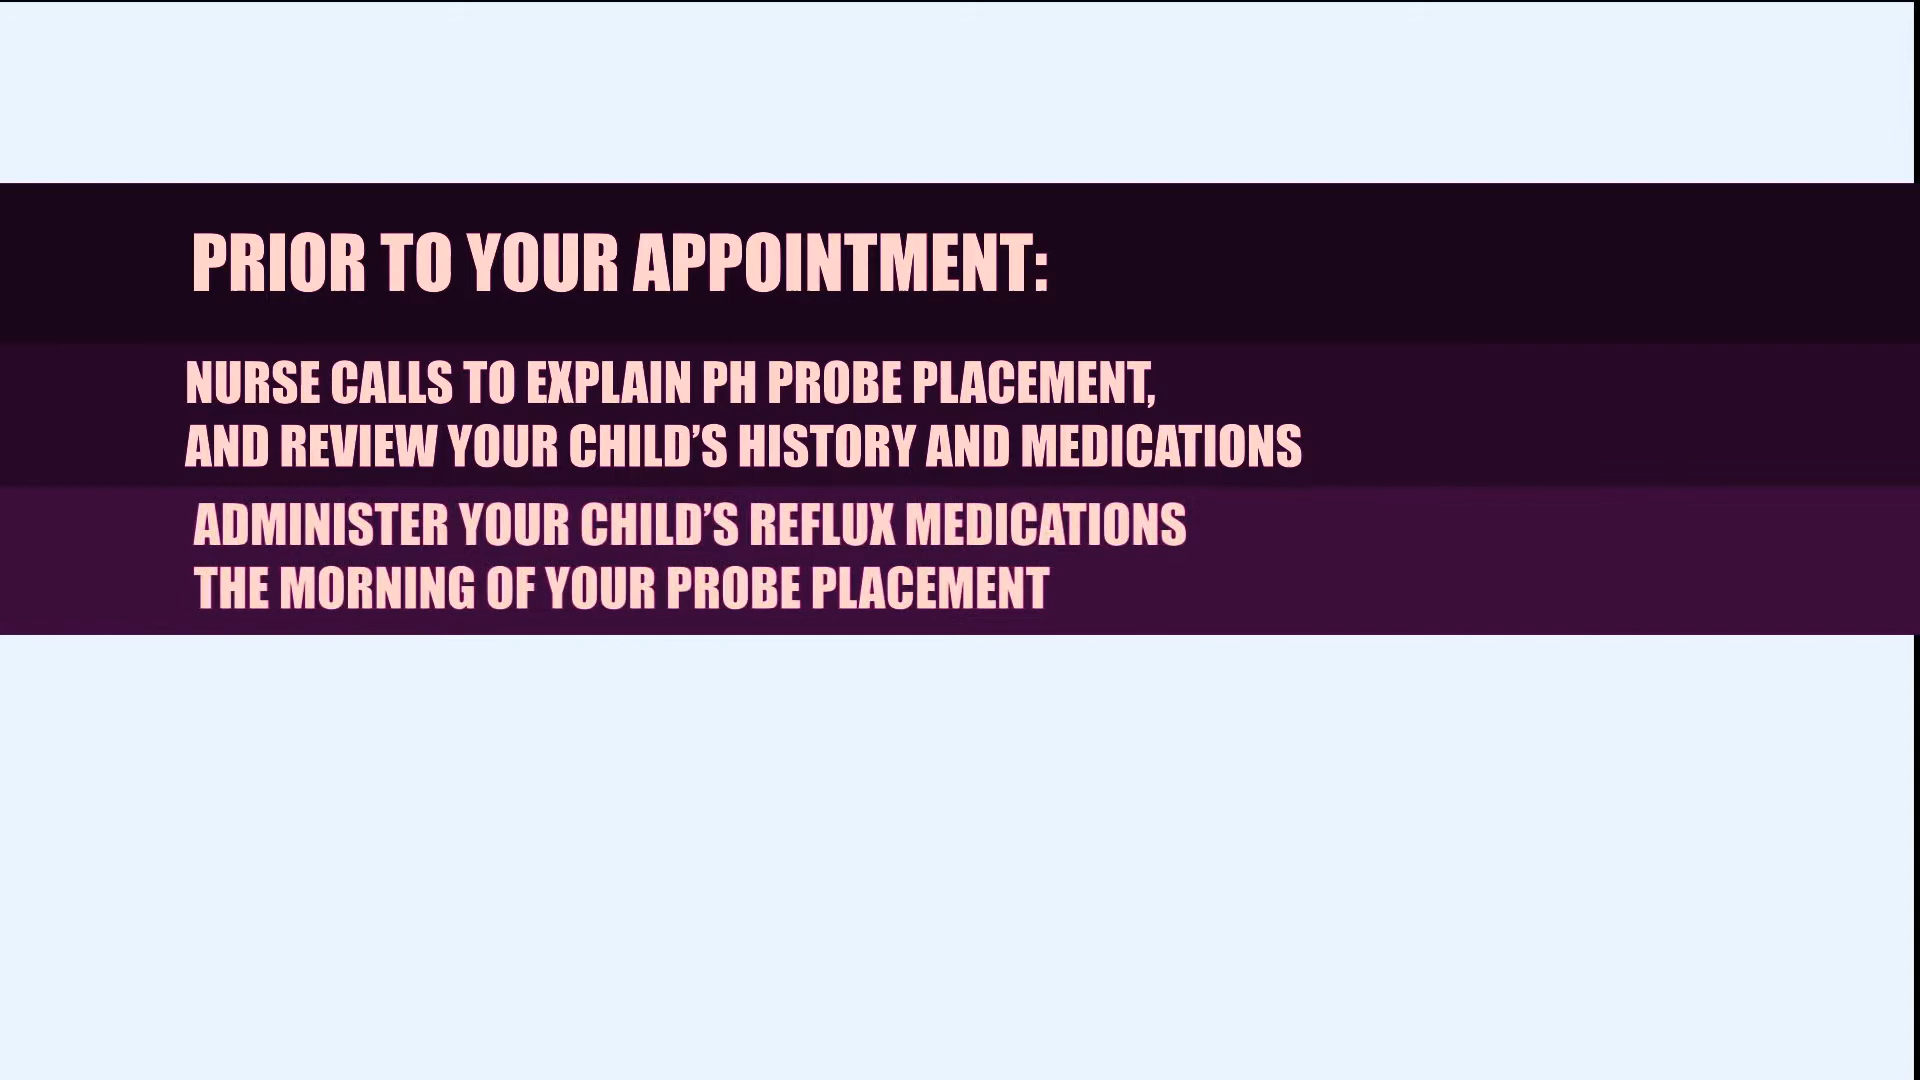 PRIOR TO YOUR APPOINTMENT:
NURSE CALLS TO EXPLAIN PH PROBE PLACEMENT,
AND REVIEW YOUR CHILD’S HISTORY AND MEDICATIONS
ADMINISTER YOUR CHILD’S REFLUX MEDICATIONS
THE MORNING OF YOUR PROBE PLACEMENT